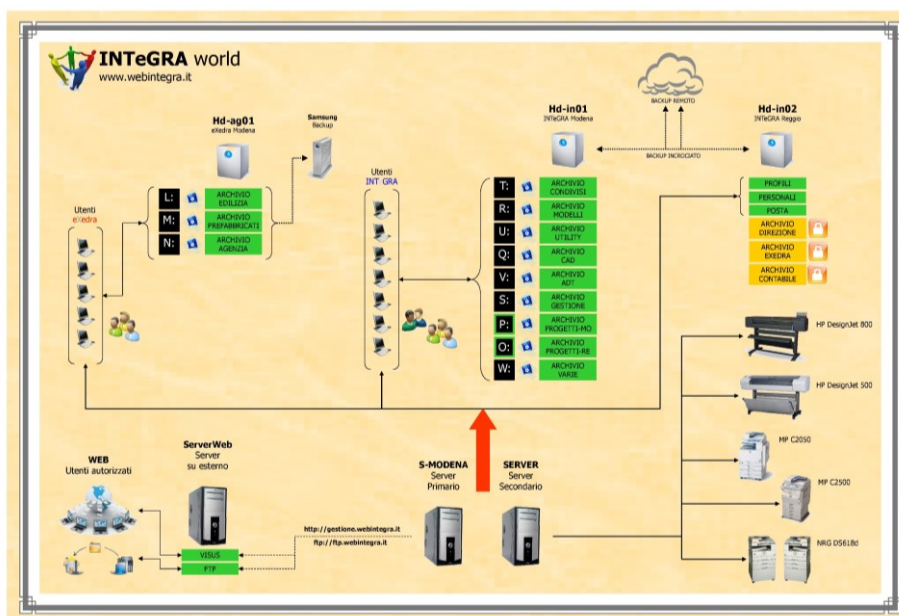 INTeGRA world
www.webintegra.it
Hd-ag01
eXedra Modena
Samsung
Backup
L:
ARCHIVIO
EDILIZIA
M:
ARCHIVIO
PREFABBRICATI
N:
ARCHIVIO
AGENZIA
Utenti
eXedra
Utenti
INT GRA
Hd-in01
INTeGRA Modena
BACKUP REMOTO
BACKUP INCROCIATO
Hd-in02
INTeGRA Reggio
T:
ARCHIVIO
CONDIVISI
R:
ARCHIVIO
MODELLI
U:
ARCHIVIO
UTILITY
Q:
ARCHIVIO
CAD
V:
ARCHIVIO
ADT
S:
ARCHIVIO
GESTIONE
P:
ARCHIVIO
PROGETTI-MO
O:
ARCHIVIO
PROGETTI-RE
W:
ARCHIVIO
VARIE
PROFILI
PERSONALI
POSTA
ARCHIVIO
DIREZIONE
ARCHIVIO
EXEDRA
ARCHIVIO
CONTABILE
HP DesignJet 800
HP DesignJet 500
MP C2050
MP C2500
NRG DS618d
WEB
Utenti autorizzati
ServerWeb
Server
su esterno
VISUS
FTP
http://gestione.webintegra.it
ftp://ftp.webintegra.it
S-MODENA
Server
Primario
SERVER
Server
Secondario